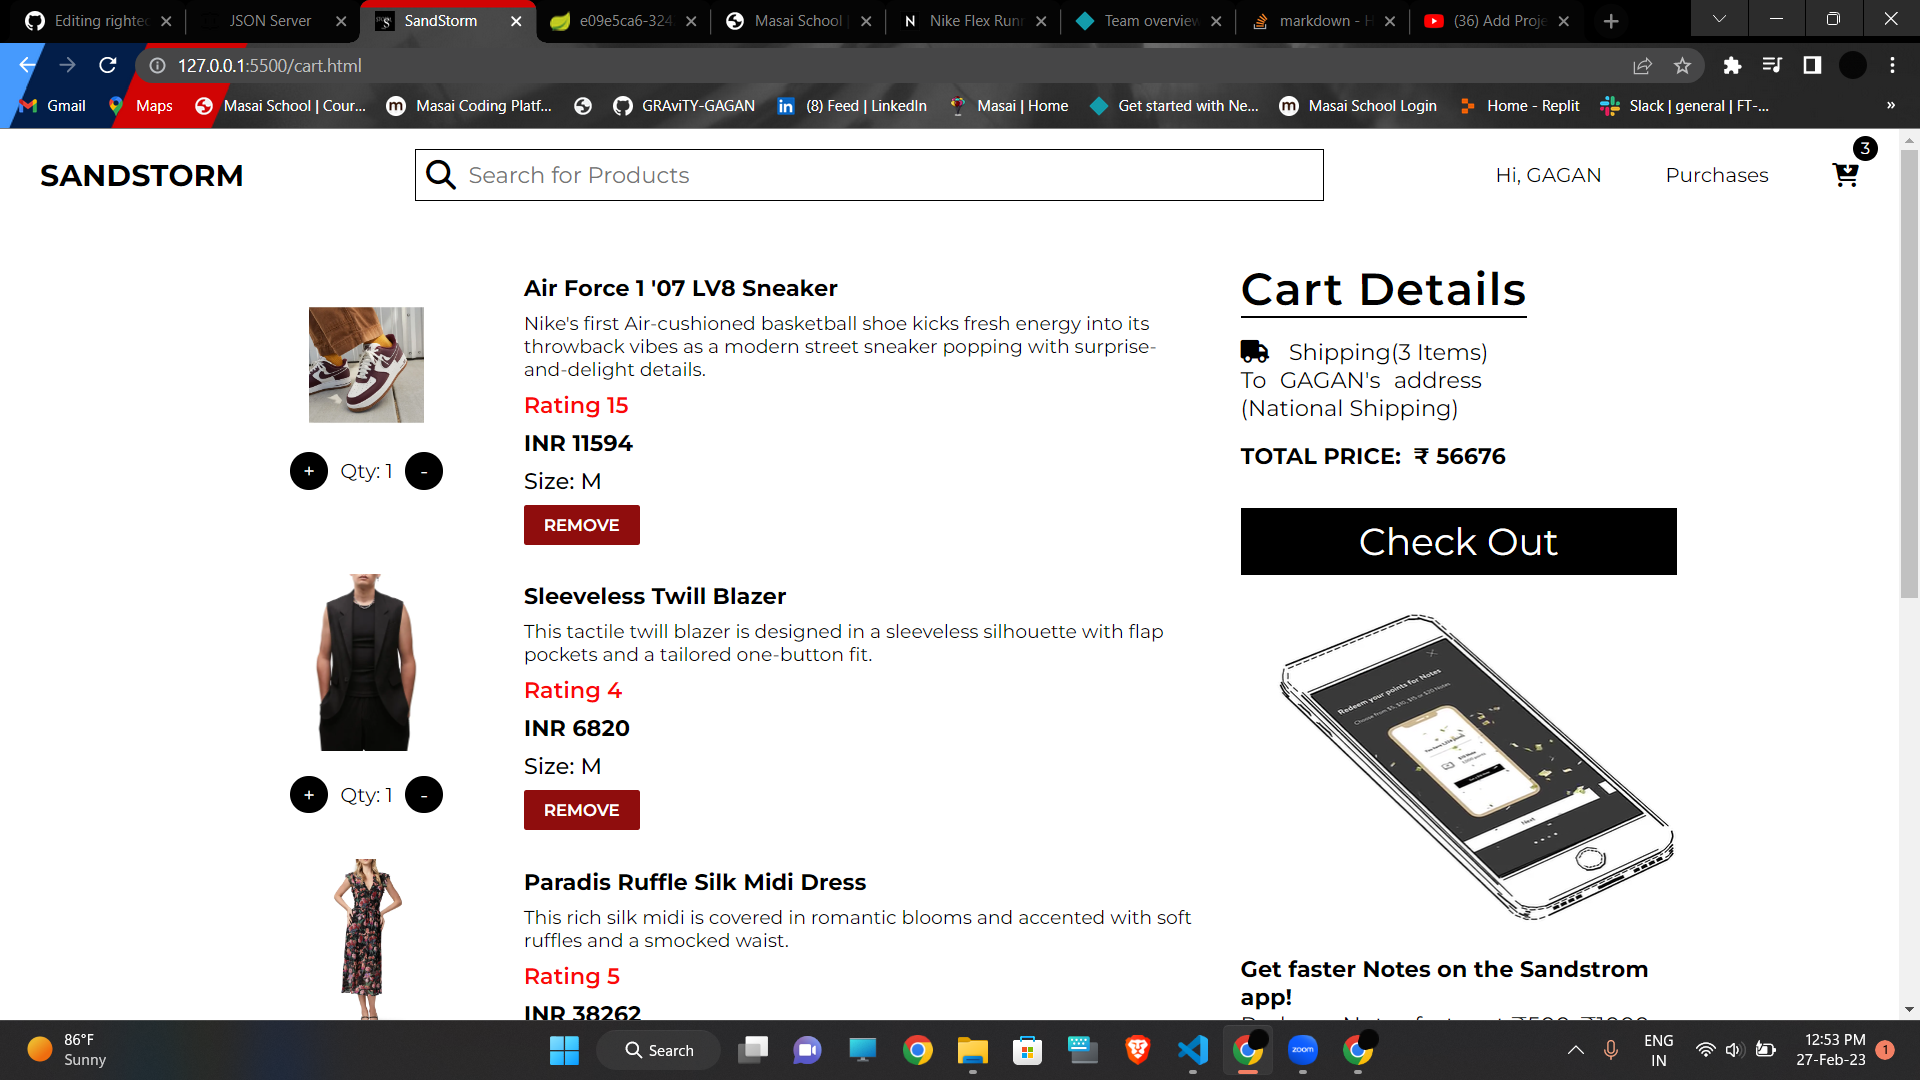 Editing righte
JSON Server
SandStorm
e09e5ca6-324
Masai School |
Nike Flex Run
Team overview
markdown - H
(36) Add Proje
127.0.0.1:5500/cart.html
Gmail
Maps
Masai School | Cour...
Masai Coding Platf...
GRAviTY-GAGAN
(8) Feed | LinkedIn
Masai | Home
Get started with Ne...
Masai School Login
Home - Replit
Slack | general | FT-...
»
SANDSTORM
Search for Products
Hi, GAGAN
Purchases
3
Air Force 1 '07 LV8 Sneaker
Nike's first Air-cushioned basketball shoe kicks fresh energy into its
throwback vibes as a modern street sneaker popping with surprise-
and-delight details.
Rating 15
INR 11594
Size: M
+ Qty: 1 -
REMOVE
Sleeveless Twill Blazer
This tactile twill blazer is designed in a sleeveless silhouette with flap
pockets and a tailored one-button fit.
Rating 4
INR 6820
Size: M
+ Qty: 1 -
REMOVE
Paradis Ruffle Silk Midi Dress
This rich silk midi is covered in romantic blooms and accented with soft
ruffles and a smocked waist.
Rating 5
INR 38262
Cart Details
Shipping(3 Items)
To GAGAN's address
(National Shipping)
TOTAL PRICE: ₹ 56676
Check Out
Redeem your points for Notes
Next
Get faster Notes on the Sandstrom
app!
86°F
Sunny
Search
zoom
ENG
IN
12:53 PM
27-Feb-23
1